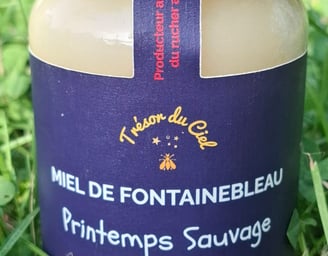 Producteur a
du rucher a
Trésor du Ciel
MIEL DE FONTAINEBLEAU
Printemps Sauvage